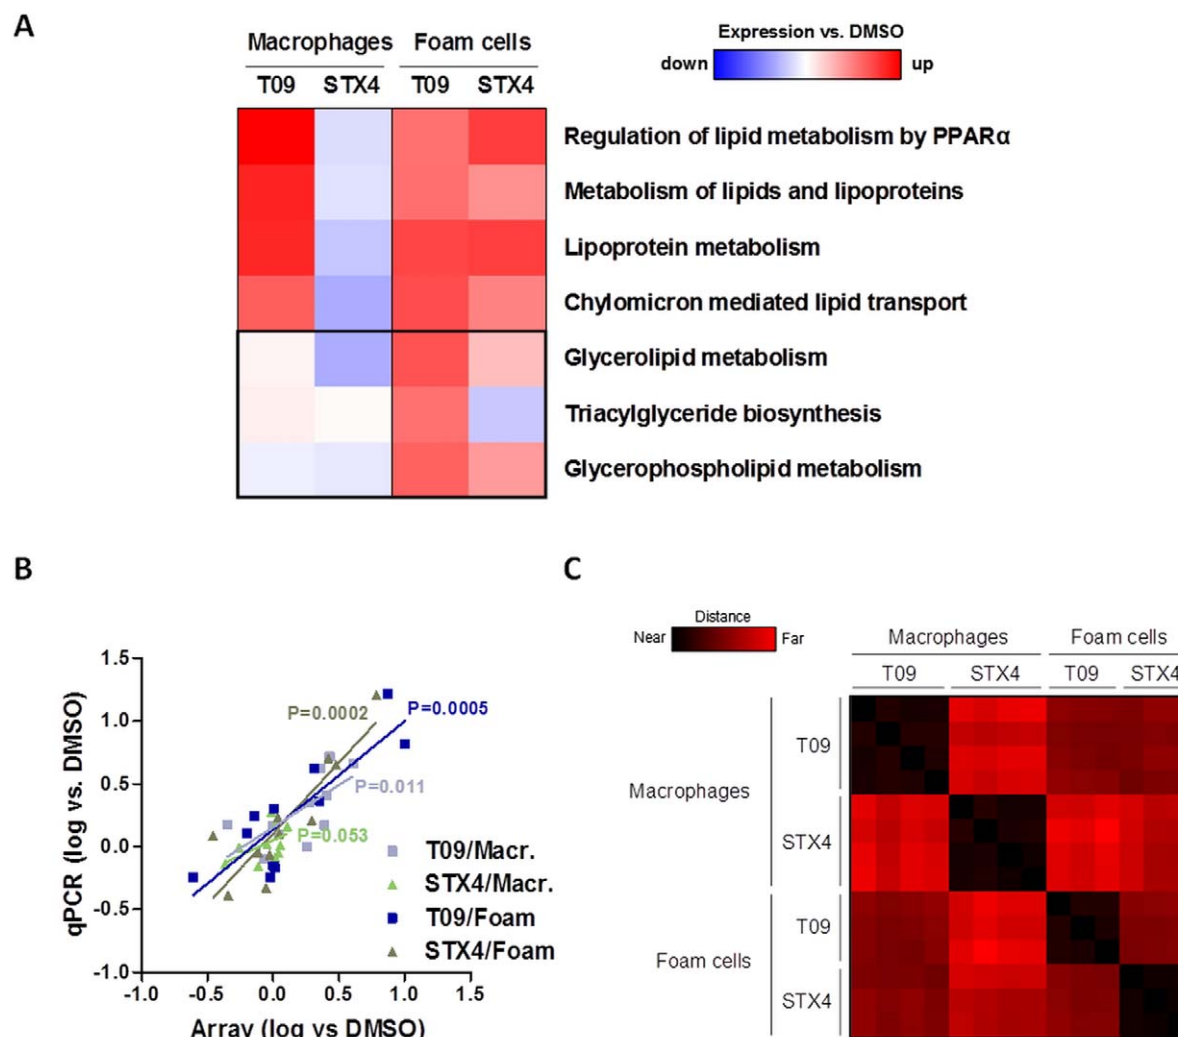 A
Macrophages Foam cells
T09 STX4 T09 STX4
Expression vs. DMSO
down up
Regulation of lipid metabolism by PPARα
Metabolism of lipids and lipoproteins
Lipoprotein metabolism
Chylomicron mediated lipid transport
Glycerolipid metabolism
Triacylglyceride biosynthesis
Glycerophospholipid metabolism
B
qPCR (log vs. DMSO)
1.5
1.0
0.5
0.0
-0.5
-1.0
-1.0 -0.5 0.0 0.5 1.0 1.5
Array (log vs DMSO)
P=0.0002
P=0.0005
P=0.011
P=0.053
T09/Macr.
STX4/Macr.
T09/Foam
STX4/Foam
C
Distance
Near Far
Macrophages Foam cells
T09 STX4 T09 STX4
Macrophages
T09
STX4
Foam cells
T09
STX4